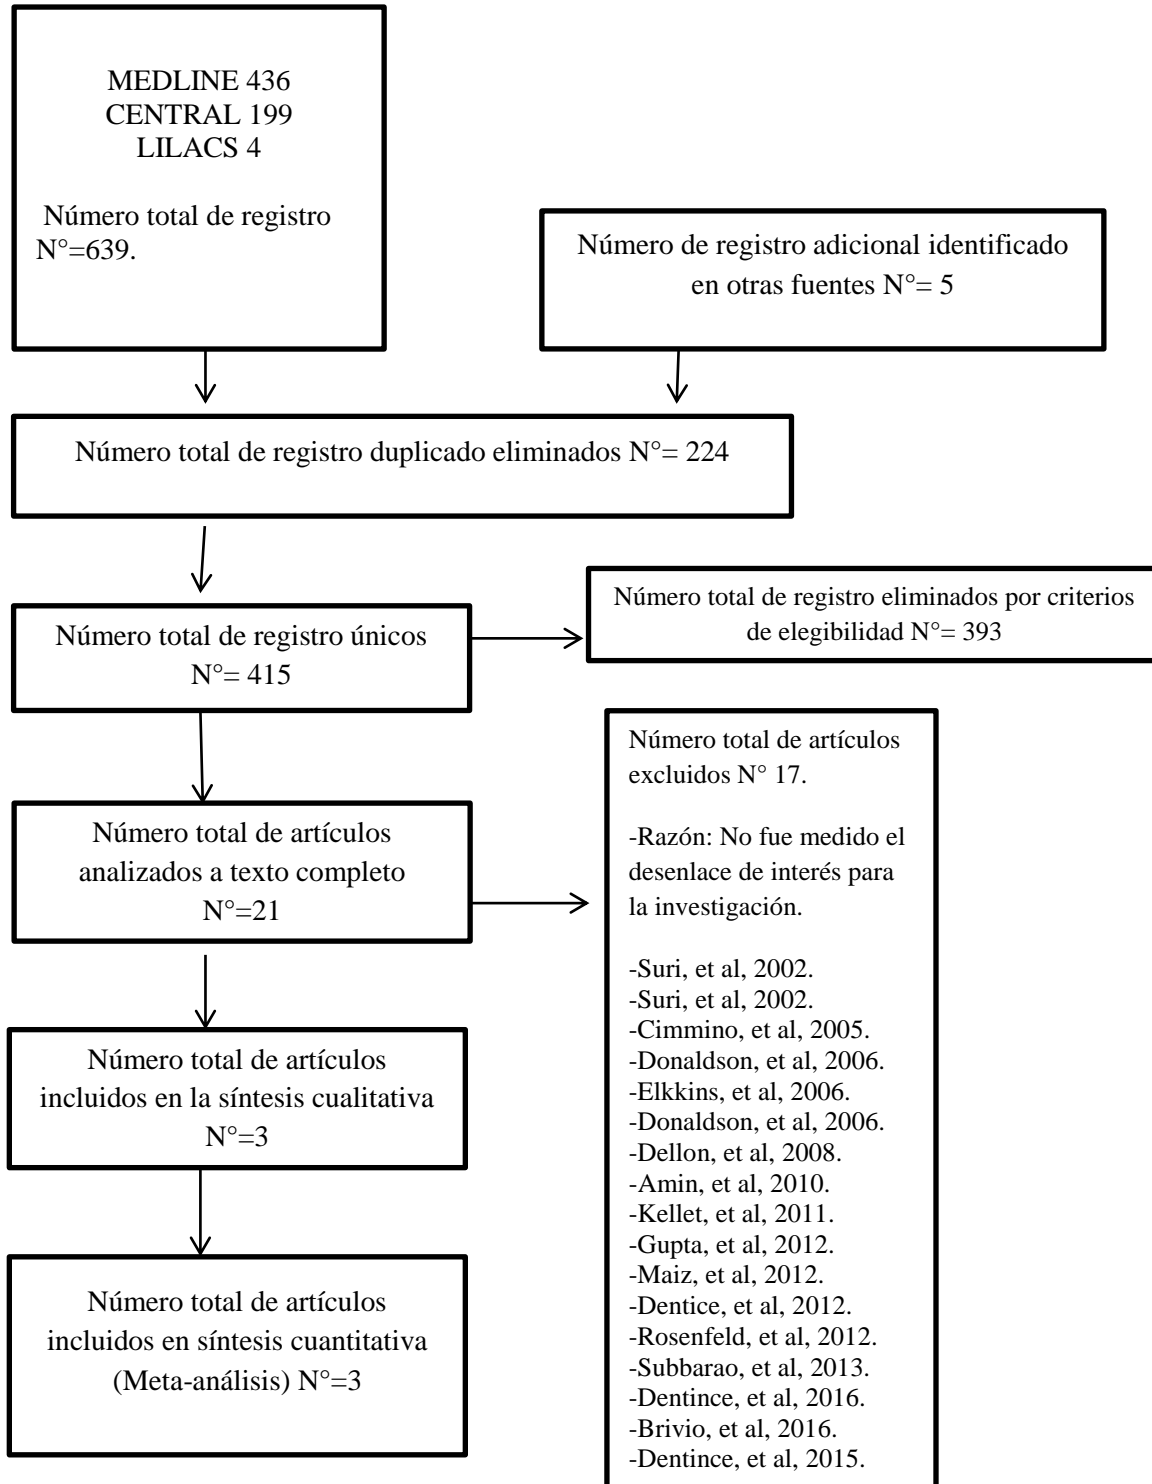 MEDLINE 436
CENTRAL 199
LILACS 4
Número total de registro
N°=639.
Número de registro adicional identificado
en otras fuentes N°= 5
Número total de registro duplicado eliminados N°= 224
Número total de registro únicos
N°= 415
Número total de registro eliminados por criterios
de elegibilidad N°= 393
Número total de artículos
analizados a texto completo
N°=21
Número total de artículos
excluidos N° 17.
-Razón: No fue medido el
desenlace de interés para
la investigación.
-Suri, et al, 2002.
-Suri, et al, 2002.
-Cimmino, et al, 2005.
-Donaldson, et al, 2006.
-Elkkins, et al, 2006.
-Donaldson, et al, 2006.
-Dellon, et al, 2008.
-Amin, et al, 2010.
-Kellet, et al, 2011.
-Gupta, et al, 2012.
-Maiz, et al, 2012.
-Dentice, et al, 2012.
-Rosenfeld, et al, 2012.
-Subbarao, et al, 2013.
-Dentince, et al, 2016.
-Brivio, et al, 2016.
-Dentince, et al, 2015.
Número total de artículos
incluidos en la síntesis cualitativa
N°=3
Número total de artículos
incluidos en síntesis cuantitativa
(Meta-análisis) N°=3